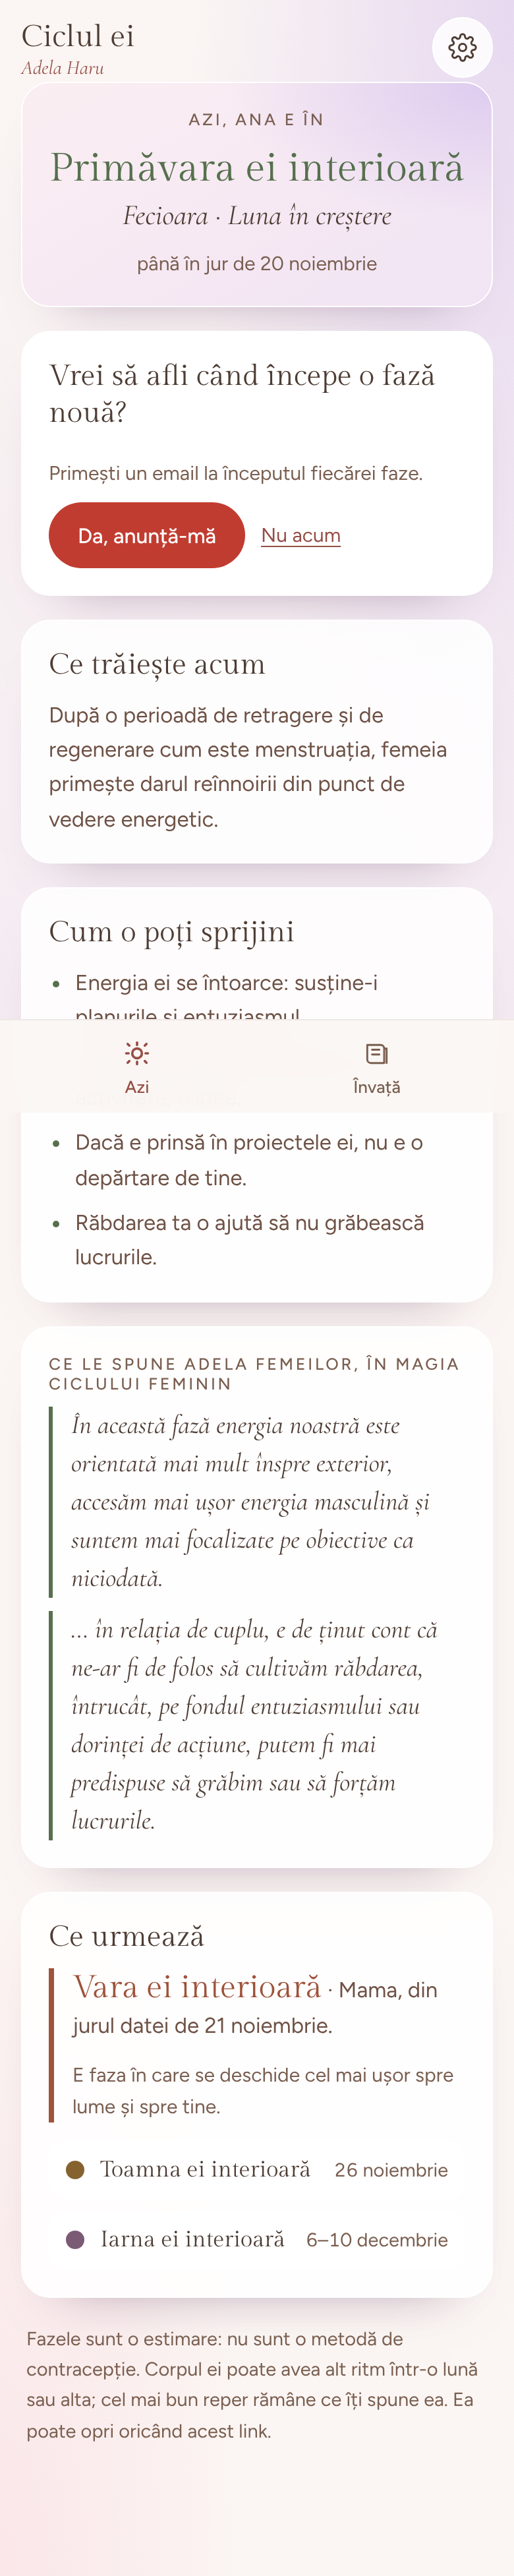 Ciclul ei
Adela Haru
AZI, ANA E ÎN
Primăvara ei interioară
Fecioara · Luna în creștere
până în jur de 20 noiembrie
Vrei să afli când începe o fază
nouă?
Primești un email la începutul fiecărei faze.
Da, anunță-mă
Nu acum
Ce trăiește acum
După o perioadă de retragere și de
regenerare cum este menstruația, femeia
primește darul reînnoirii din punct de
vedere energetic.
Cum o poți sprijini
Energia ei se întoarce: susține-i
planurile și entuziasmul
Azi
Învață
Dacă e prinsă în proiectele ei, nu e o
depărtare de tine.
Răbdarea ta o ajută să nu grăbească
lucrurile.
CE LE SPUNE ADELA FEMEILOR, ÎN MAGIA
CICLULUI FEMININ
În această fază energia noastră este
orientată mai mult înspre exterior,
accesăm mai ușor energia masculină și
suntem mai focalizate pe obiective ca
niciodată.
... în relația de cuplu, e de ținut cont că
ne-ar fi de folos să cultivăm răbdarea,
întrucât, pe fondul entuziasmului sau
dorinței de acțiune, putem fi mai
predispuse să grăbim sau să forțăm
lucrurile.
Ce urmează
Vara ei interioară · Mama, din
jurul datei de 21 noiembrie.
E faza în care se deschide cel mai ușor spre
lume și spre tine.
Toamna ei interioară 26 noiembrie
Iarna ei interioară 6–10 decembrie
Fazele sunt o estimare: nu sunt o metodă de
contracepție. Corpul ei poate avea alt ritm într-o lună
sau alta; cel mai bun reper rămâne ce îți spune ea. Ea
poate opri oricând acest link.